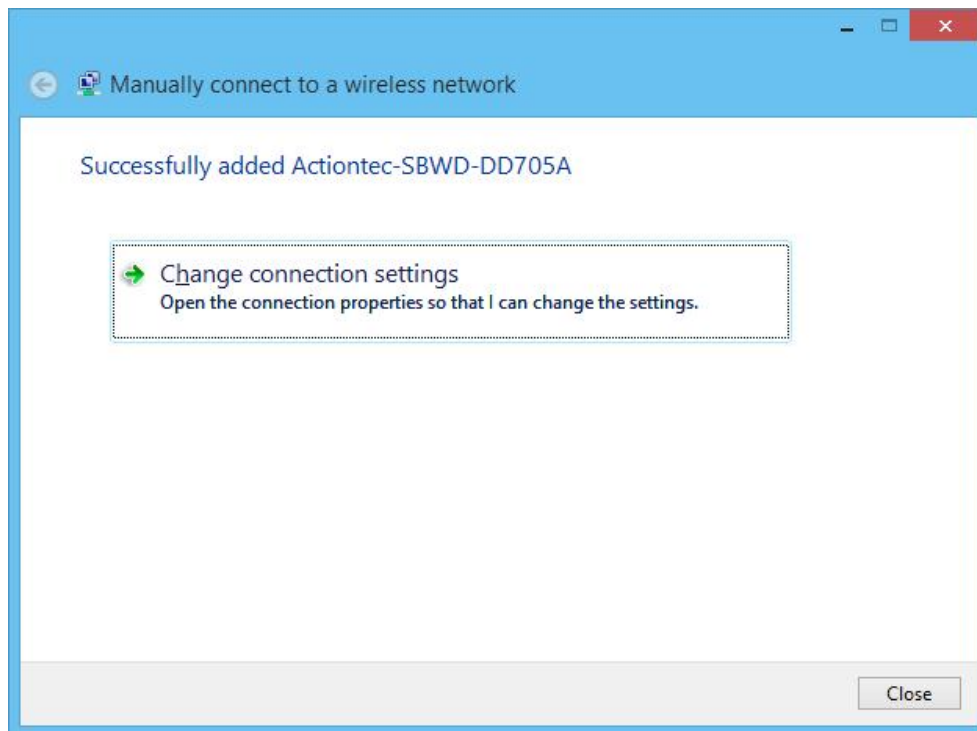 Manually connect to a wireless network
Successfully added Actiontec-SBWD-DD705A
Change connection settings
Open the connection properties so that I can change the settings.
Close